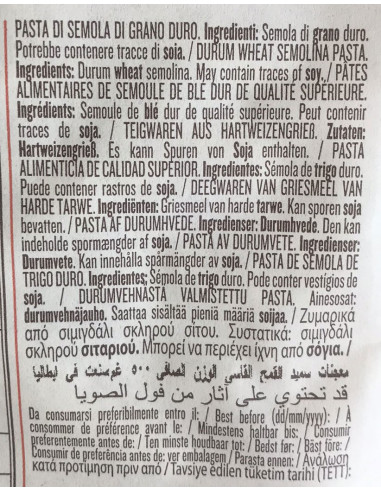 PASTA DI SEMOLA DI GRANO DURO. Ingredienti: Semola di grano duro.
Potrebbe contenere tracce di soia. / DURUM WHEAT SEMOLINA PASTA.
Ingredients: Durum wheat semolina. May contain traces of soy. / PÂTES
ALIMENTAIRES DE SEMOULE DE BLÉ DUR DE QUALITÉ SUPÉRIEURE.
Ingrédients: Semoule de blé dur de qualité supérieure. Peut contenir
traces de soja. / TEIGWAREN AUS HARTWEIZENGRIEß. Zutaten:
Hartweizengrieß. Es kann Spuren von Soja enthalten. / PASTA
ALIMENTICIA DE CALIDAD SUPERIOR. Ingredientes: Sémola de trigo duro.
Puede contener rastros de soja. / DEEGWAREN VAN GRIESMEEL VAN
HARDE TARWE. Ingrediënten: Griesmeel van harde tarwe. Kan sporen soja
bevatten. / PASTA AF DURUMHVEDE. Ingredienser: Durumhvede. Den kan
indeholde spormængder af soja. / PASTA AV DURUMVETE. Ingredienser:
Durumvete. Kan innehålla spårmängder av soja. / PASTA DE SÊMOLA DE
TRIGO DURO. Ingredientes: Sêmola de trigo duro. Pode conter vestígios de
soja. / DURUMVEHNÄSTÄ VALMISTETTU PASTA. Ainesosat:
durumvehnäjauho. Saattaa sisältää pieniä määriä soijaa. / Ζυμαρικά
από σιμιγδάλι σκληρού σίτου. Συστατικά: σιμιγδάλι
σκληρού σιταριού. Μπορεί να περιέχει ίχνη από σόγια. /
معجنات سميد القمح القاسي الوزن الصافي ٥٠٠ غوسنعت في ايطاليا
قد تحتوي على آثار من فول الصويا
Da consumarsi preferibilmente entro il: / Best before (dd/mm/yyyy): / À
consommer de préférence avant le: / Mindestens haltbar bis: / Consumir
preferentemente antes de: / Ten minste houdbaar tot: / Bedst før: / Bäst före: /
Consumir de preferência antes de: ver embalagem / Parasta ennen: / Ανάλωση
κατά προτίμηση πριν από / Tavsiye edilen tüketim tarihi (TETT):